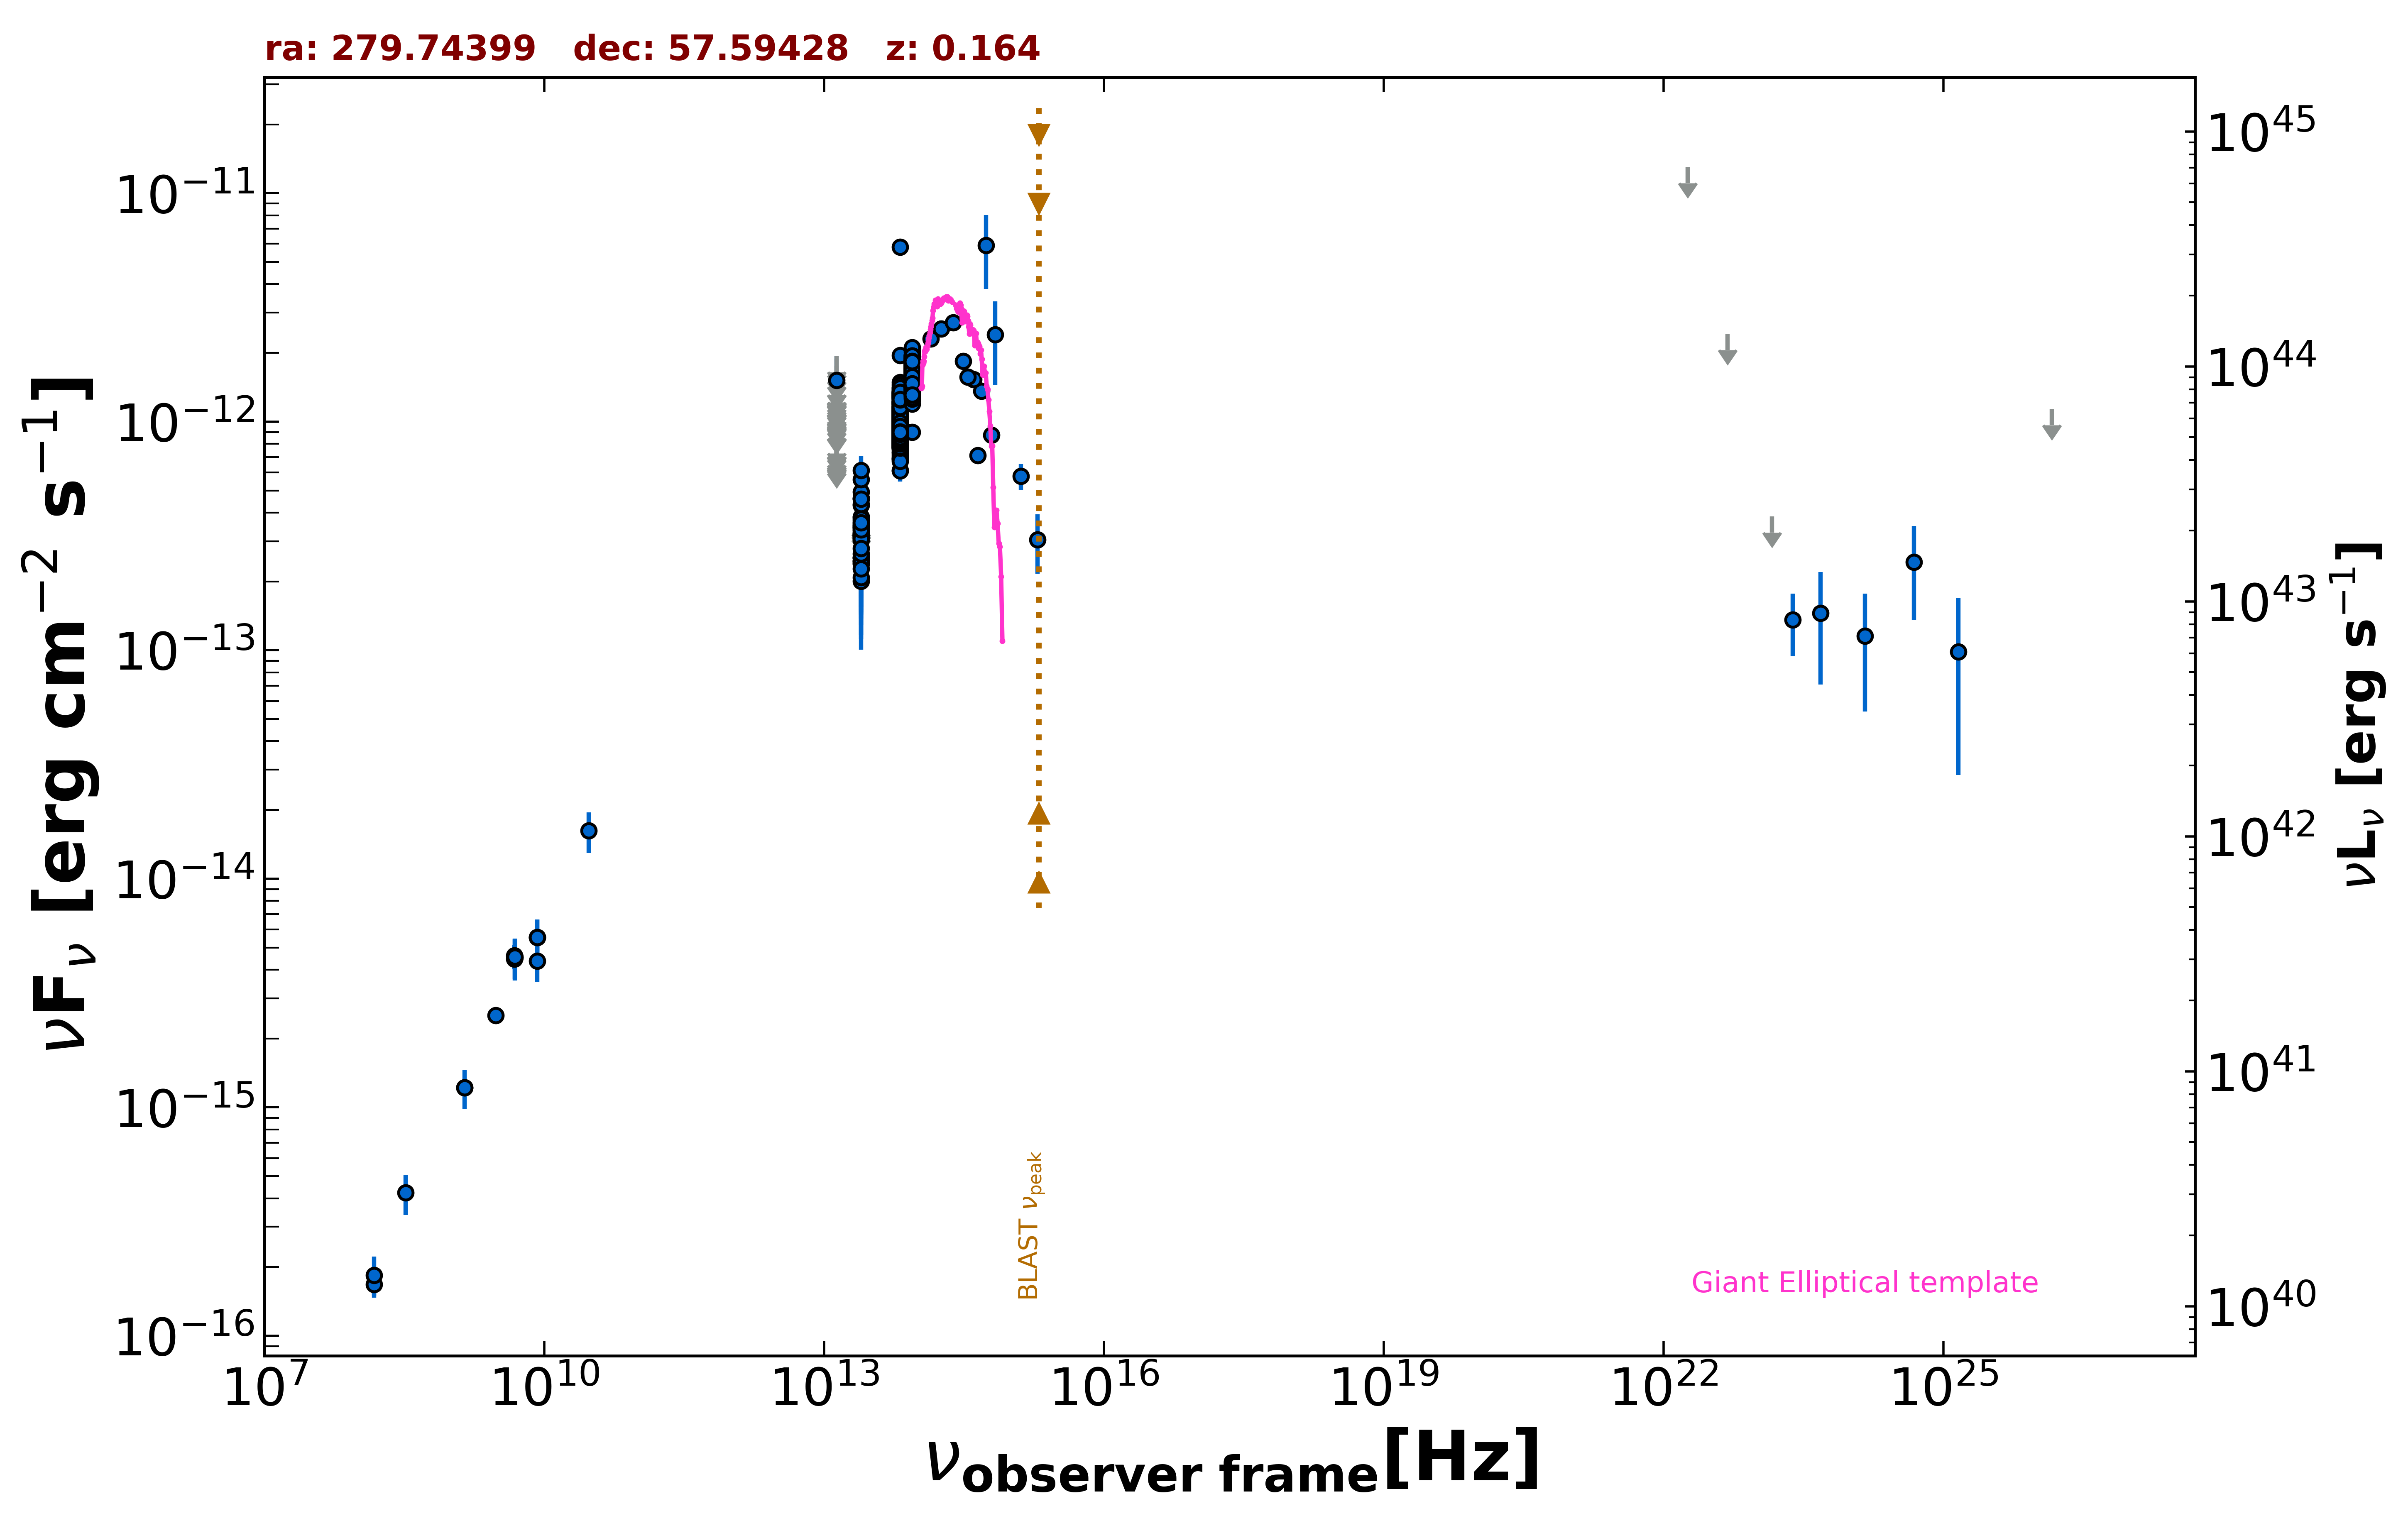 ra: 279.74399   dec: 57.59428   z: 0.164
νF_ν [erg cm^−2 s^−1]
10^−11
10^−12
10^−13
10^−14
10^−15
10^−16
10^45
10^44
10^43
10^42
10^41
10^40
νL_ν [erg s^−1]
BLAST ν_peak
Giant Elliptical template
10^7 10^10 10^13 10^16 10^19 10^22 10^25
ν_observer frame [Hz]